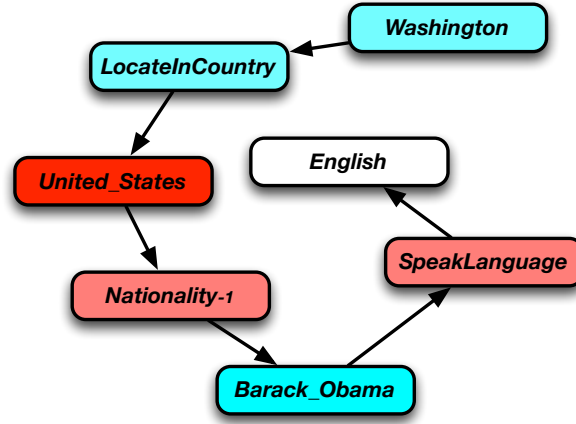 Washington
LocateInCountry
English
United_States
SpeakLanguage
Nationality-1
Barack_Obama